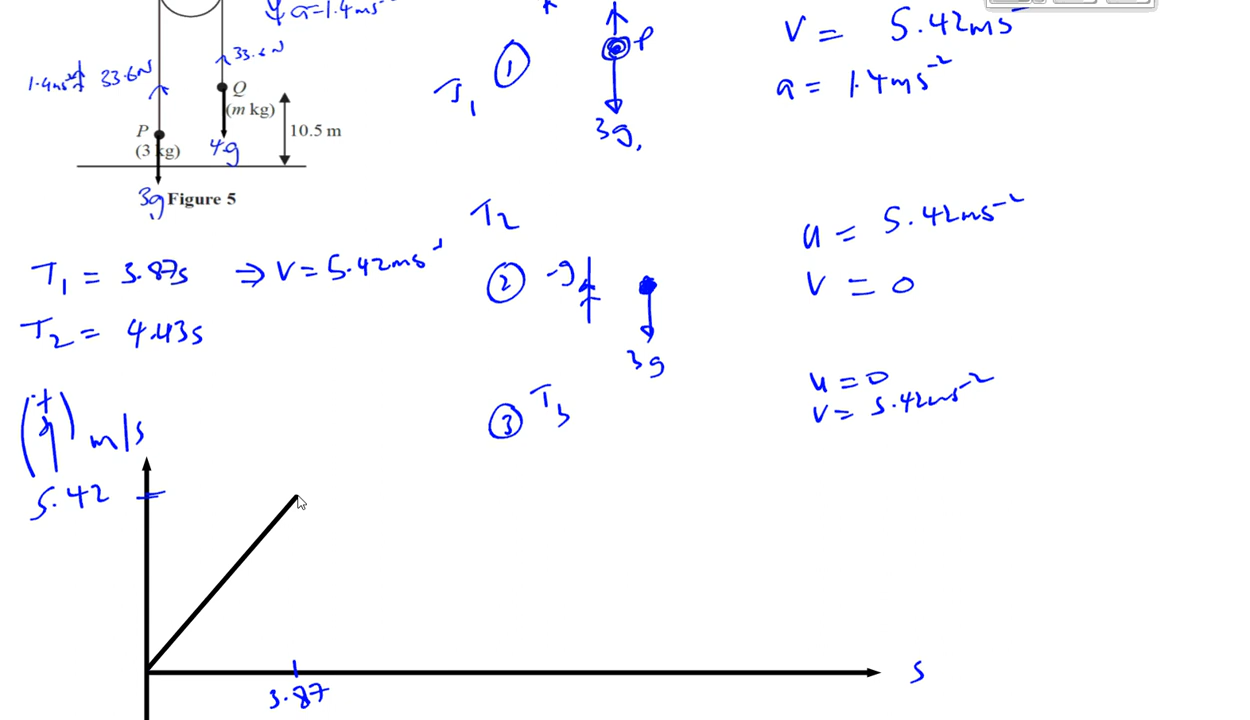 a=1.4ms⁻
33.6N
1.4ms⁻² 33.6N
Q
(m kg)
P
(3 kg)
4g
10.5 m
3g Figure 5
T₁ ①
P
3g,
V = 5.42ms⁻
a = 1.4ms⁻²
T₂
② -g
3g
u = 5.42ms⁻²
V = 0
T₁ = 3.87s ⇒ V = 5.42ms⁻¹
T₂ = 4.43s
③ T₃
u = 0
V = 5.42ms⁻²
(+) m/s
5.42
3.87
s